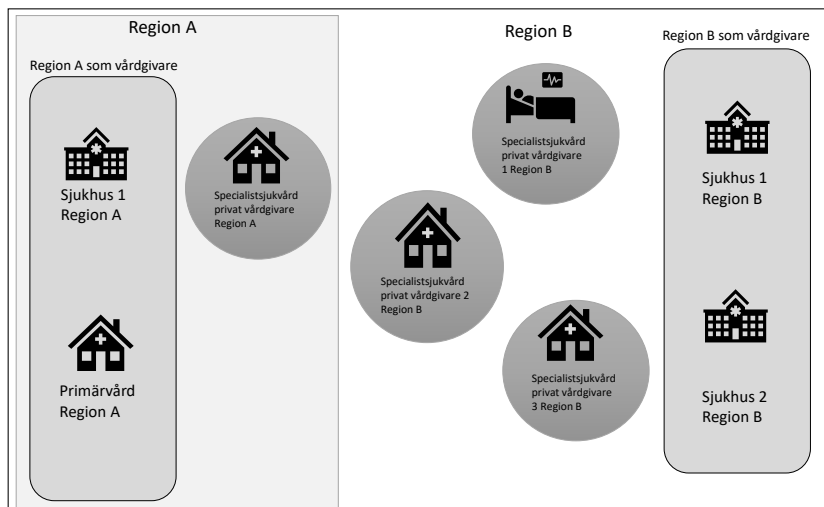 Region A
Region A som vårdgivare
Sjukhus 1
Region A
Primärvård
Region A
Specialistsjukvård
privat vårdgivare
Region A
Region B
Specialistsjukvård
privat vårdgivare
1 Region B
Specialistsjukvård
privat vårdgivare 2
Region B
Specialistsjukvård
privat vårdgivare
3 Region B
Region B som vårdgivare
Sjukhus 1
Region B
Sjukhus 2
Region B